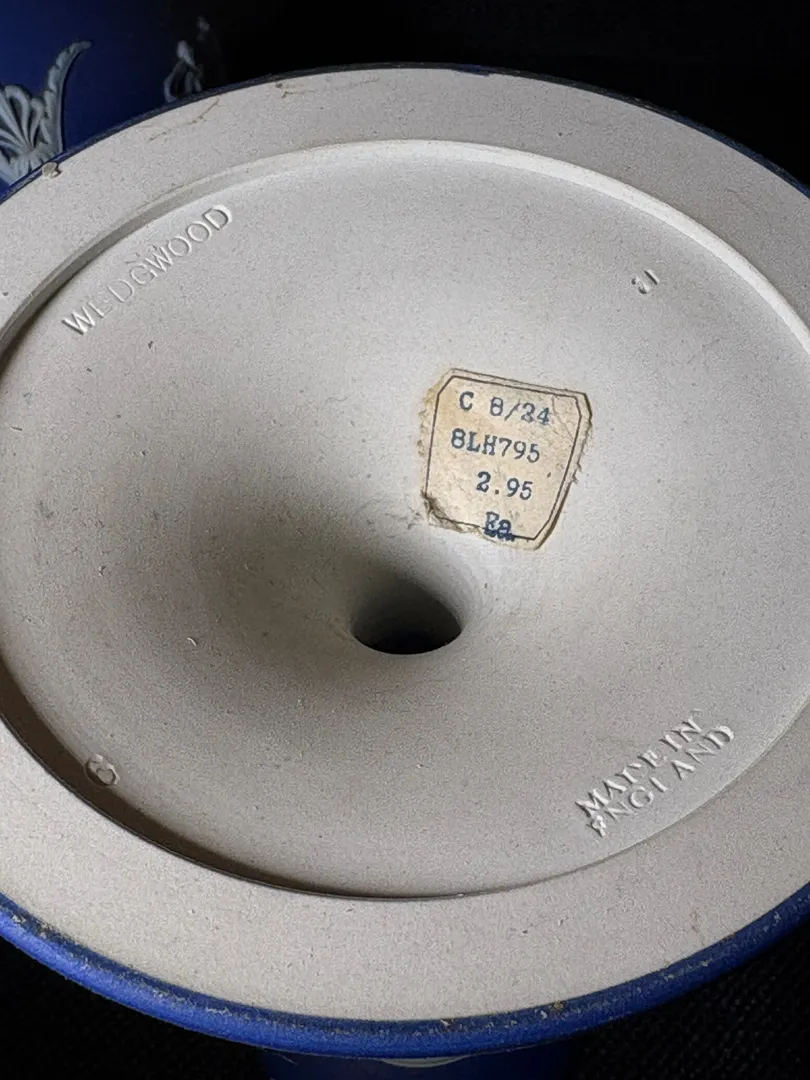 WEDGWOOD
C 8/24
8LH795
2.95
Ea
MADE IN
ENGLAND